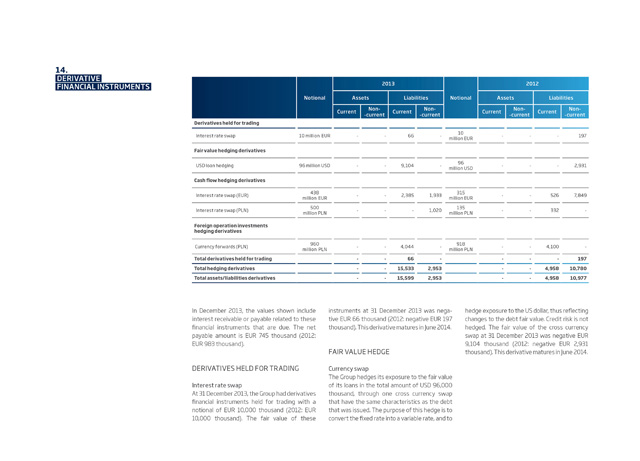 14.
DERIVATIVE
FINANCIAL INSTRUMENTS
2013 2012
Notional Assets Liabilities Notional Assets Liabilities
Current Non--current Current Non--current Current Non--current Current Non--current
Derivatives held for trading
Interest rate swap 10 million EUR - - 66 - 10 million EUR - - - 197
Fair value hedging derivatives
USD loan hedging 96 million USD - - 9,104 - 96 million USD - - - 2,931
Cash flow hedging derivatives
Interest rate swap (EUR) 438 million EUR - - 2,385 1,933 315 million EUR - - 526 7,849
Interest rate swap (PLN) 500 million PLN - - - 1,020 195 million PLN - - 332 -
Foreign operation investments
hedging derivatives
Currency forwards (PLN) 960 million PLN - - 4,044 - 928 million PLN - - 4,100 -
Total derivatives held for trading - - 66 - - - - 197
Total hedging derivatives - - 15,533 2,953 - - 4,958 10,780
Total assets/liabilities derivatives - - 15,599 2,953 - - 4,958 10,977
In December 2013, the values shown include
interest receivable or payable related to these
financial instruments that are due. The net
payable amount is EUR 745 thousand (2012:
EUR 983 thousand).
DERIVATIVES HELD FOR TRADING
Interest rate swap
At 31 December 2013, the Group had derivatives
financial instruments held for trading with a
notional of EUR 10,000 thousand (2012: EUR
10,000 thousand). The fair value of these
instruments at 31 December 2013 was nega-
tive EUR 66 thousand (2012: negative EUR 197
thousand). This derivative matures in June 2014.
FAIR VALUE HEDGE
Currency swap
The Group hedges its exposure to the fair value
of its loans in the total amount of USD 96,000
thousand, through one cross currency swap
that have the same characteristics as the debt
that was issued. The purpose of this hedge is to
convert the fixed rate into a variable rate, and to
hedge exposure to the US dollar, thus reflecting
changes to the debt fair value. Credit risk is not
hedged. The fair value of the cross currency
swap at 31 December 2013 was negative EUR
9,104 thousand (2012: negative EUR 2,931
thousand). This derivative matures in June 2014.